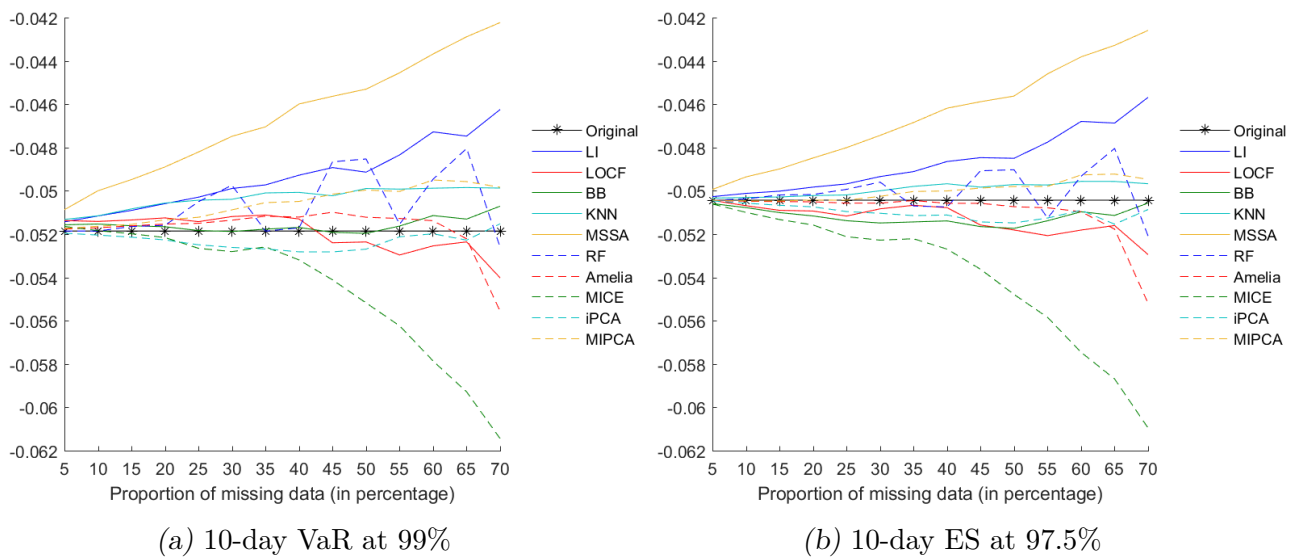 -0.042
-0.044
-0.046
-0.048
-0.05
-0.052
-0.054
-0.056
-0.058
-0.06
-0.062
5 10 15 20 25 30 35 40 45 50 55 60 65 70
Proportion of missing data (in percentage)
Original
LI
LOCF
BB
KNN
MSSA
RF
Amelia
MICE
iPCA
MIPCA
(a) 10-day VaR at 99%
-0.042
-0.044
-0.046
-0.048
-0.05
-0.052
-0.054
-0.056
-0.058
-0.06
-0.062
5 10 15 20 25 30 35 40 45 50 55 60 65 70
Proportion of missing data (in percentage)
Original
LI
LOCF
BB
KNN
MSSA
RF
Amelia
MICE
iPCA
MIPCA
(b) 10-day ES at 97.5%